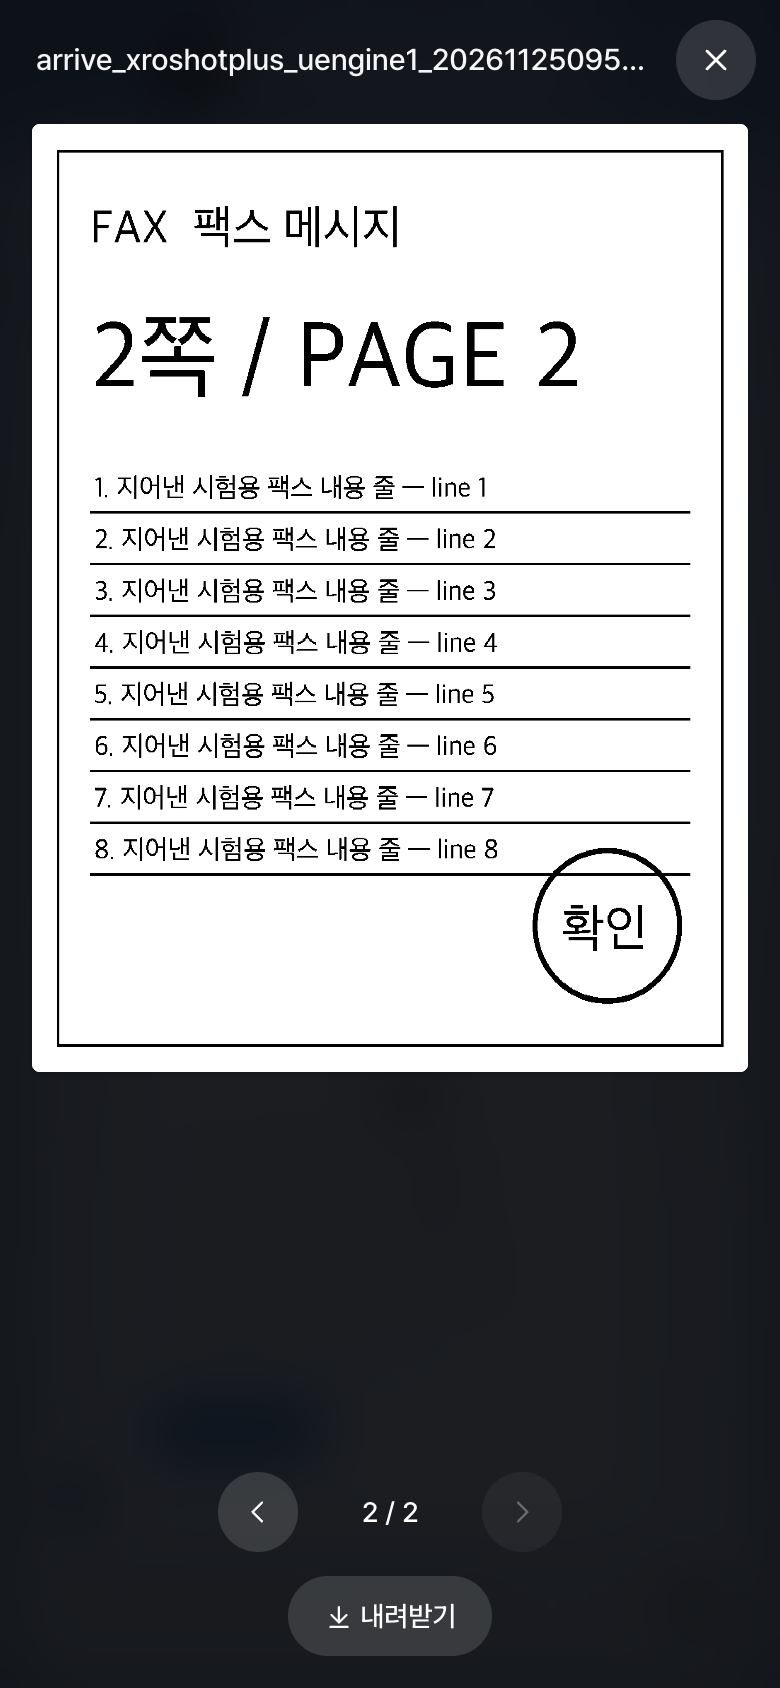 arrive_xroshotplus_uengine1_20261125095...
FAX 팩스 메시지
2쪽 / PAGE 2
1. 지어낸 시험용 팩스 내용 줄 — line 1
2. 지어낸 시험용 팩스 내용 줄 — line 2
3. 지어낸 시험용 팩스 내용 줄 — line 3
4. 지어낸 시험용 팩스 내용 줄 — line 4
5. 지어낸 시험용 팩스 내용 줄 — line 5
6. 지어낸 시험용 팩스 내용 줄 — line 6
7. 지어낸 시험용 팩스 내용 줄 — line 7
8. 지어낸 시험용 팩스 내용 줄 — line 8
확인
2 / 2
내려받기